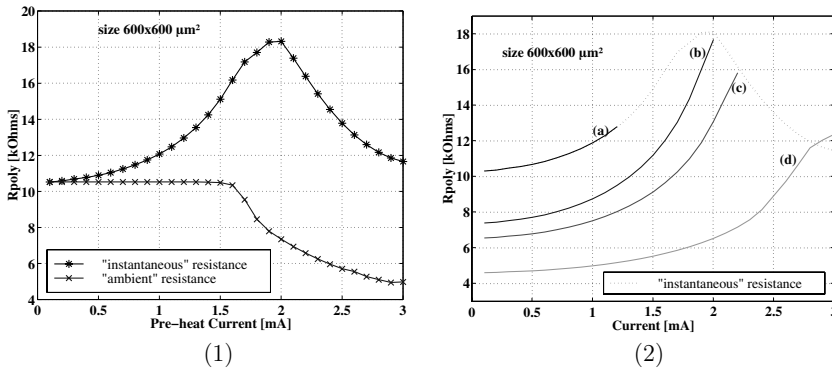 size 600x600 µm²
Rpoly [kOhms]
20
18
16
14
12
10
8
6
4
"instantaneous" resistance
"ambient" resistance
0
0.5
1
1.5
2
2.5
3
Pre-heat Current [mA]
(1)
size 600x600 µm²
Rpoly [kOhms]
18
16
14
12
10
8
6
4
(a)
(b)
(c)
(d)
"instantaneous" resistance
0
0.5
1
1.5
2
2.5
3
Current [mA]
(2)